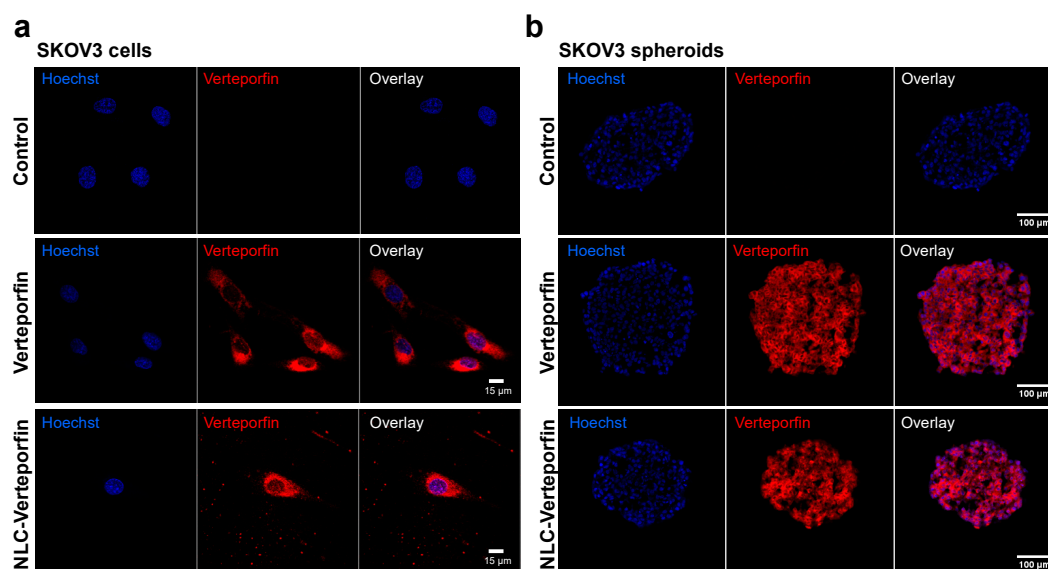 a
SKOV3 cells
Control
Hoechst
Verteporfin
Overlay
Verteporfin
Hoechst
Verteporfin
Overlay
15 µm
NLC-Verteporfin
Hoechst
Verteporfin
Overlay
15 µm
b
SKOV3 spheroids
Control
Hoechst
Verteporfin
Overlay
100 µm
Verteporfin
Hoechst
Verteporfin
Overlay
100 µm
NLC-Verteporfin
Hoechst
Verteporfin
Overlay
100 µm